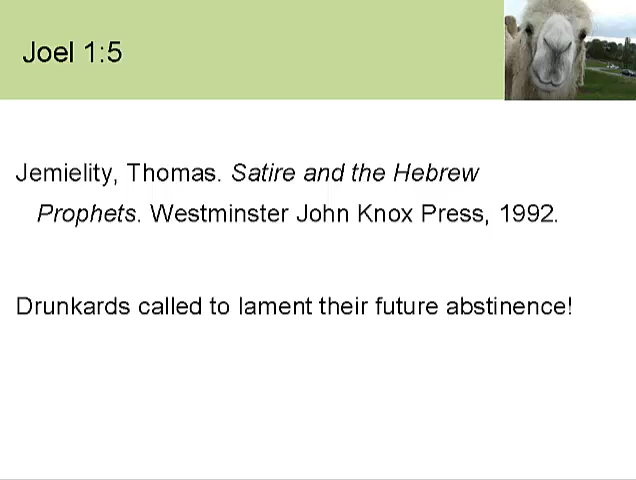 Joel 1:5
Jemielity, Thomas. Satire and the Hebrew
Prophets. Westminster John Knox Press, 1992.
Drunkards called to lament their future abstinence!